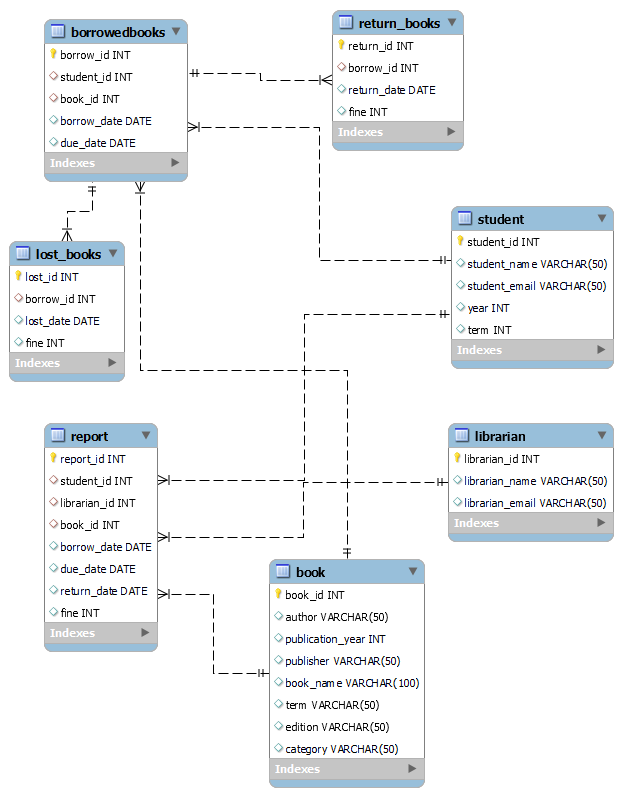 borrowedbooks
borrow_id INT
student_id INT
book_id INT
borrow_date DATE
due_date DATE
Indexes
return_books
return_id INT
borrow_id INT
return_date DATE
fine INT
Indexes
student
student_id INT
student_name VARCHAR(50)
student_email VARCHAR(50)
year INT
term INT
Indexes
lost_books
lost_id INT
borrow_id INT
lost_date DATE
fine INT
Indexes
report
report_id INT
student_id INT
librarian_id INT
book_id INT
borrow_date DATE
due_date DATE
return_date DATE
fine INT
Indexes
librarian
librarian_id INT
librarian_name VARCHAR(50)
librarian_email VARCHAR(50)
Indexes
book
book_id INT
author VARCHAR(50)
publication_year INT
publisher VARCHAR(50)
book_name VARCHAR(100)
term VARCHAR(50)
edition VARCHAR(50)
category VARCHAR(50)
Indexes